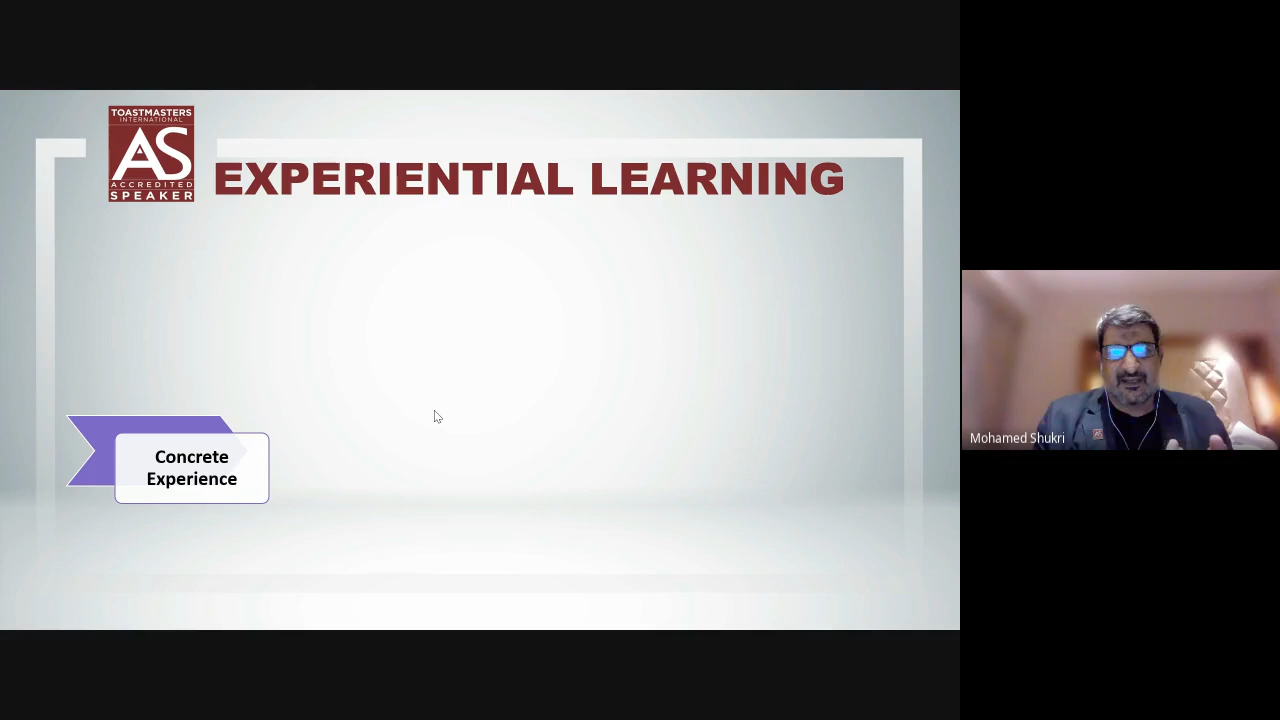 TOASTMASTERS
INTERNATIONAL
AS
ACCREDITED
SPEAKER
EXPERIENTIAL LEARNING
Concrete
Experience
Mohamed Shukri